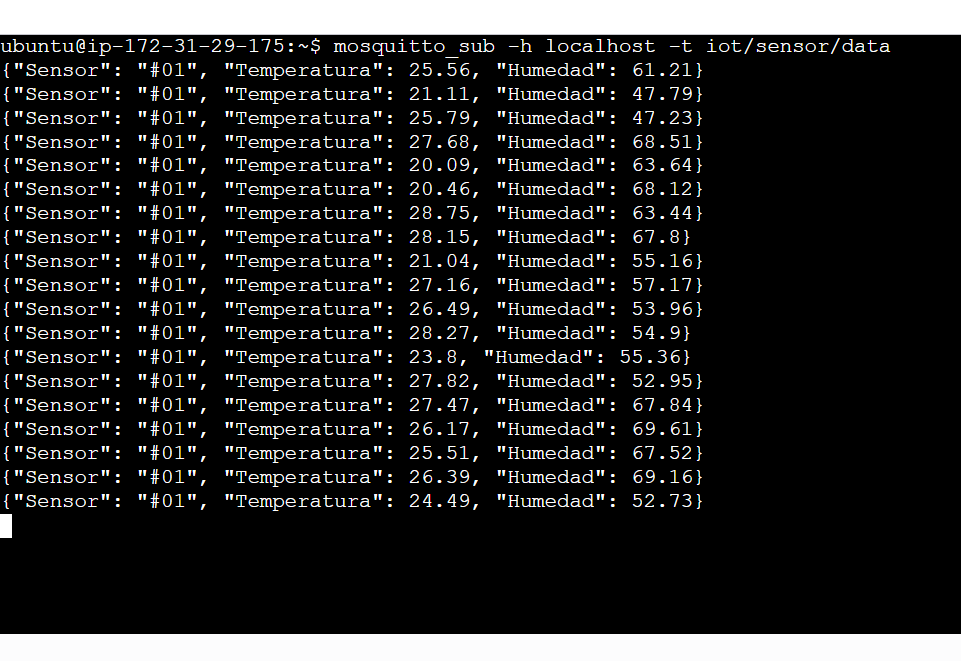 ubuntu@ip-172-31-29-175:~$ mosquitto_sub -h localhost -t iot/sensor/data
{"Sensor": "#01", "Temperatura": 25.56, "Humedad": 61.21}
{"Sensor": "#01", "Temperatura": 21.11, "Humedad": 47.79}
{"Sensor": "#01", "Temperatura": 25.79, "Humedad": 47.23}
{"Sensor": "#01", "Temperatura": 27.68, "Humedad": 68.51}
{"Sensor": "#01", "Temperatura": 20.09, "Humedad": 63.64}
{"Sensor": "#01", "Temperatura": 20.46, "Humedad": 68.12}
{"Sensor": "#01", "Temperatura": 28.75, "Humedad": 63.44}
{"Sensor": "#01", "Temperatura": 28.15, "Humedad": 67.8}
{"Sensor": "#01", "Temperatura": 21.04, "Humedad": 55.16}
{"Sensor": "#01", "Temperatura": 27.16, "Humedad": 57.17}
{"Sensor": "#01", "Temperatura": 26.49, "Humedad": 53.96}
{"Sensor": "#01", "Temperatura": 28.27, "Humedad": 54.9}
{"Sensor": "#01", "Temperatura": 23.8, "Humedad": 55.36}
{"Sensor": "#01", "Temperatura": 27.82, "Humedad": 52.95}
{"Sensor": "#01", "Temperatura": 27.47, "Humedad": 67.84}
{"Sensor": "#01", "Temperatura": 26.17, "Humedad": 69.61}
{"Sensor": "#01", "Temperatura": 25.51, "Humedad": 67.52}
{"Sensor": "#01", "Temperatura": 26.39, "Humedad": 69.16}
{"Sensor": "#01", "Temperatura": 24.49, "Humedad": 52.73}